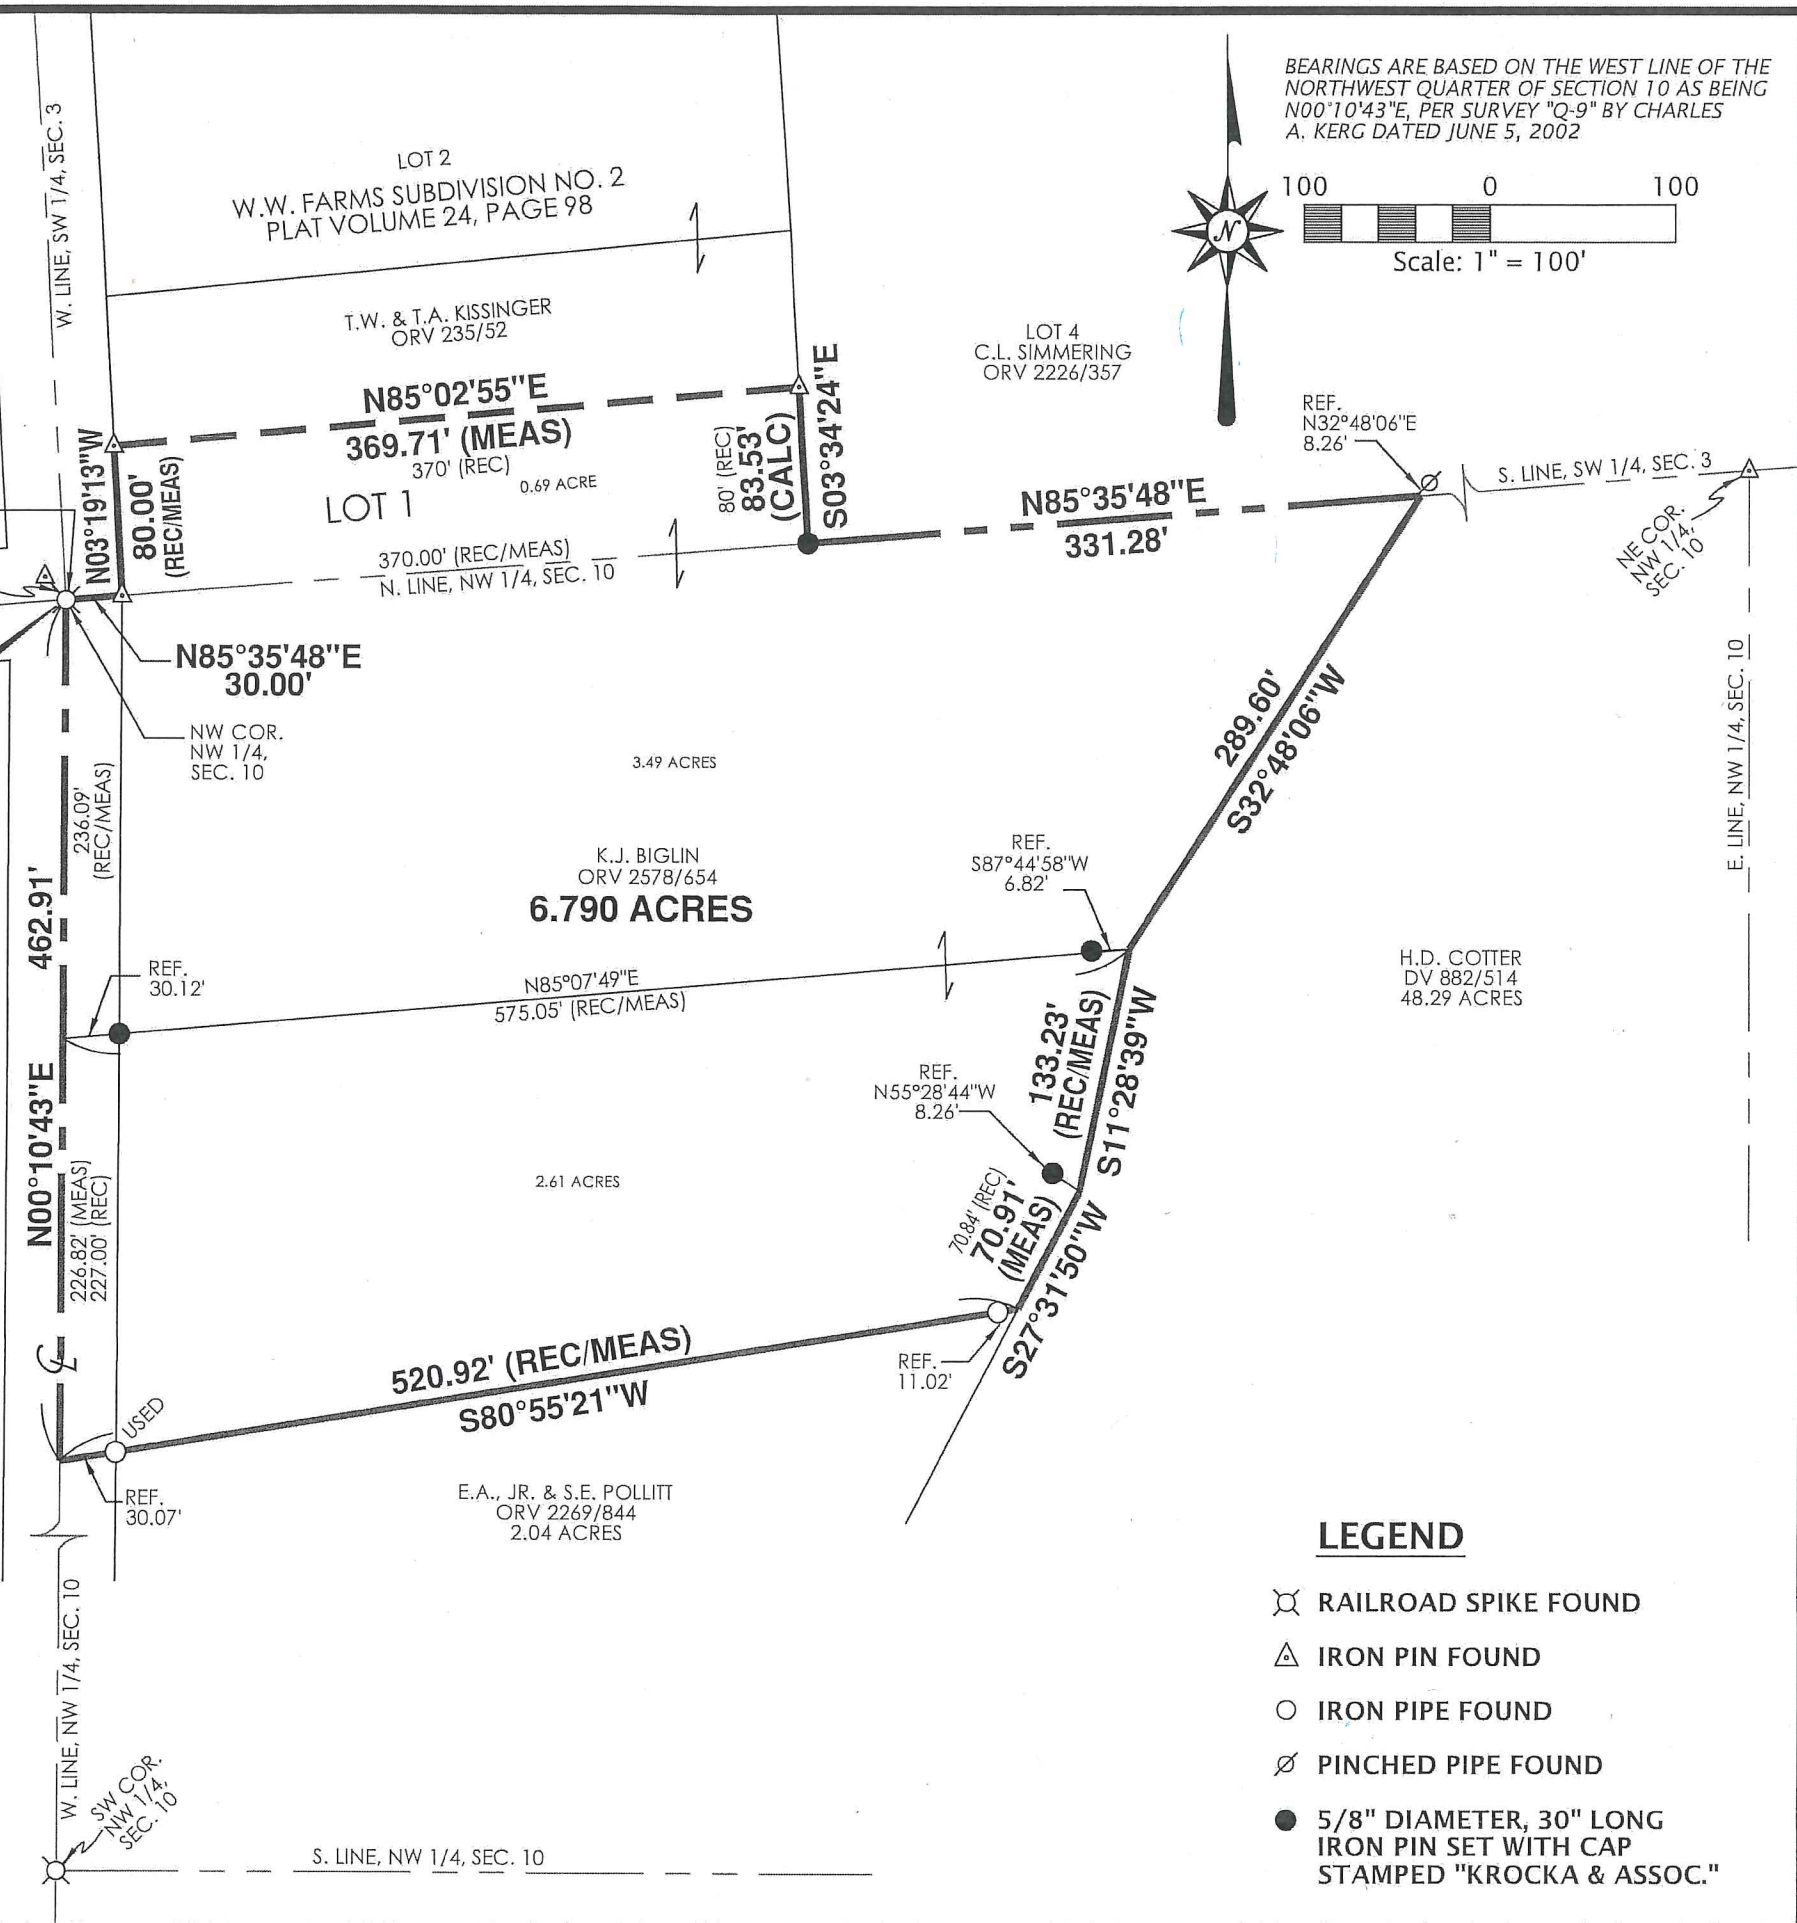 BEARINGS ARE BASED ON THE WEST LINE OF THE
NORTHWEST QUARTER OF SECTION 10 AS BEING
N00°10'43"E, PER SURVEY "Q-9" BY CHARLES
A. KERG DATED JUNE 5, 2002
100 0 100
Scale: 1" = 100'
N
W. LINE, SW 1/4, SEC. 3
LOT 2
W.W. FARMS SUBDIVISION NO. 2
PLAT VOLUME 24, PAGE 98
T.W. & T.A. KISSINGER
ORV 235/52
LOT 4
C.L. SIMMERING
ORV 2226/357
N85°02'55"E
369.71' (MEAS)
370' (REC)
0.69 ACRE
LOT 1
N03°19'13"W
80.00'
(REC/MEAS)
80' (REC)
83.53'
(CALC)
S03°34'24"E
370.00' (REC/MEAS)
N. LINE, NW 1/4, SEC. 10
REF.
N32°48'06"E
8.26'
N85°35'48"E
331.28'
S. LINE, SW 1/4, SEC. 3
NE COR.
NW 1/4,
SEC. 10
E. LINE, NW 1/4, SEC. 10
N85°35'48"E
30.00'
NW COR.
NW 1/4,
SEC. 10
236.09'
(REC/MEAS)
3.49 ACRES
289.60'
S32°48'06"W
K.J. BIGLIN
ORV 2578/654
6.790 ACRES
REF.
S87°44'58"W
6.82'
N00°10'43"E 462.91'
REF.
30.12'
N85°07'49"E
575.05' (REC/MEAS)
H.D. COTTER
DV 882/514
48.29 ACRES
133.23'
(REC/MEAS)
S11°28'39"W
REF.
N55°28'44"W
8.26'
226.82' (MEAS)
227.00' (REC)
2.61 ACRES
70.84' (REC)
70.91'
(MEAS)
S27°31'50"W
520.92' (REC/MEAS)
S80°55'21"W
REF.
11.02'
USED
REF.
30.07'
E.A., JR. & S.E. POLLITT
ORV 2269/844
2.04 ACRES
W. LINE, NW 1/4, SEC. 10
SW COR.
NW 1/4,
SEC. 10
S. LINE, NW 1/4, SEC. 10
LEGEND
RAILROAD SPIKE FOUND
IRON PIN FOUND
IRON PIPE FOUND
PINCHED PIPE FOUND
5/8" DIAMETER, 30" LONG
IRON PIN SET WITH CAP
STAMPED "KROCKA & ASSOC."